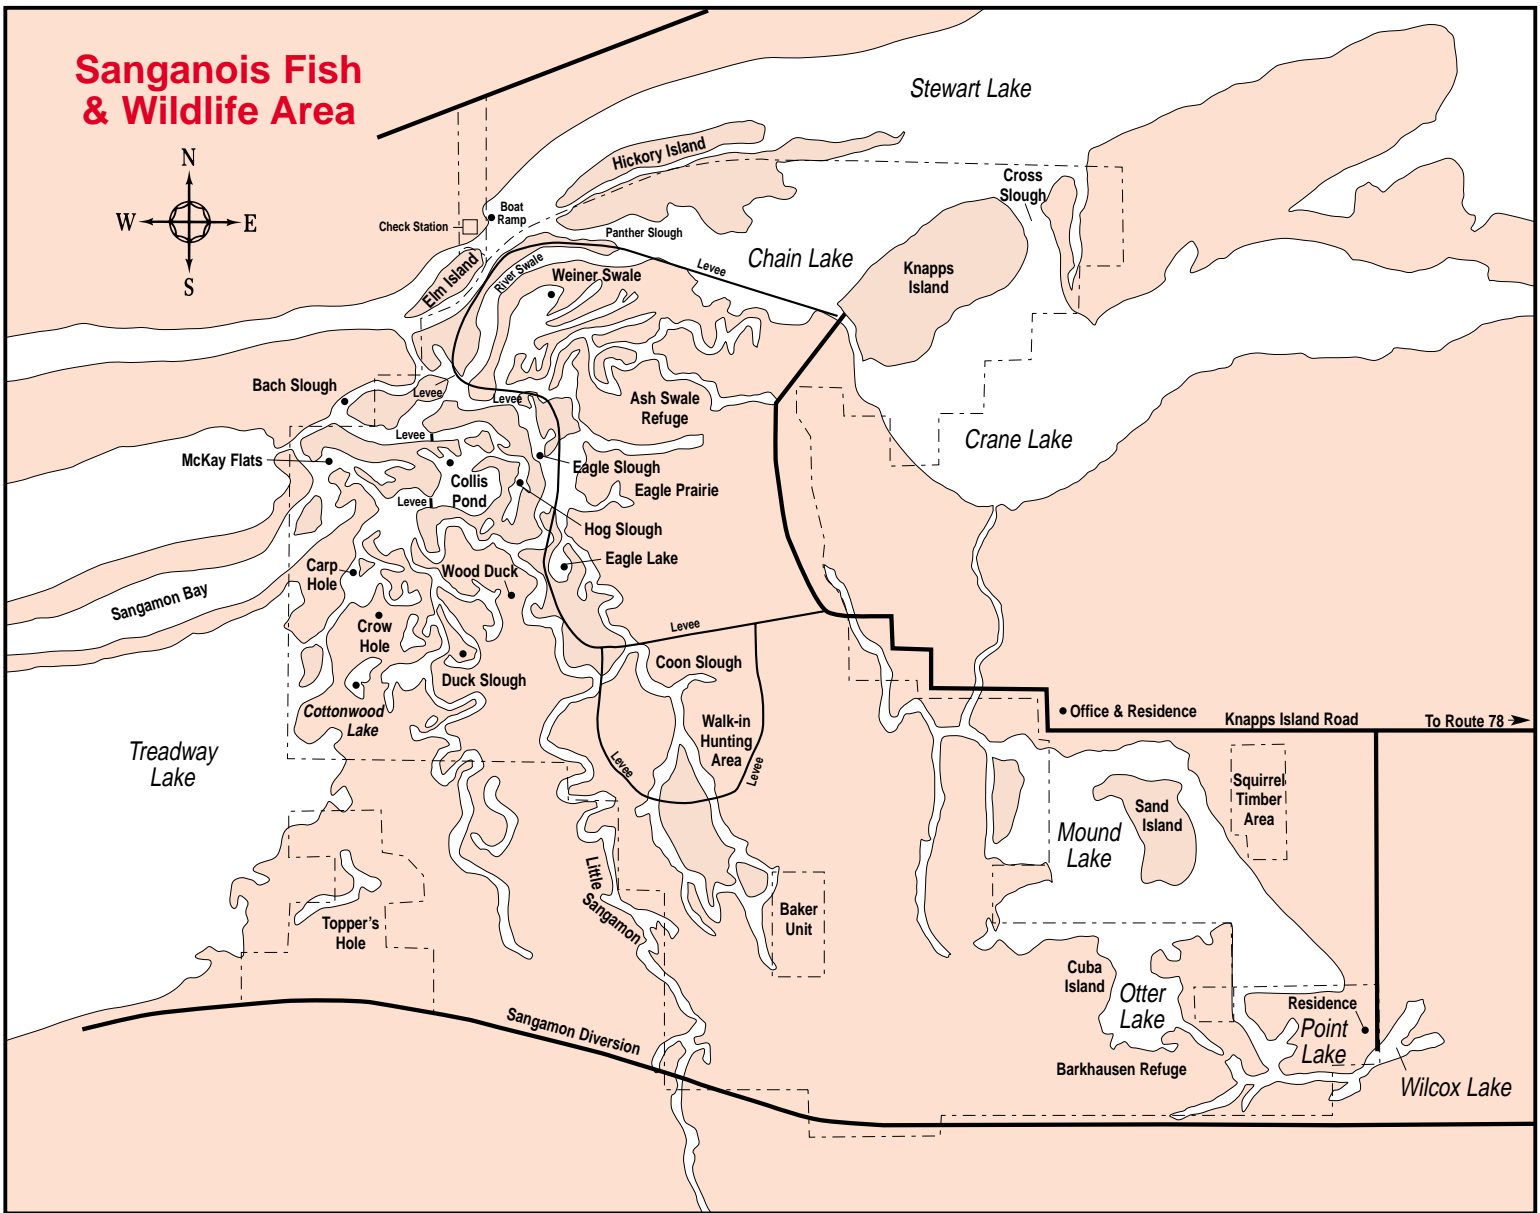 Sanganois Fish
& Wildlife Area
N
W
E
S
Stewart Lake
Hickory Island
Cross
Slough
Boat
Ramp
Check Station
Panther Slough
Elm Island
River Swale
Weiner Swale
Levee
Chain Lake
Knapps
Island
Bach Slough
Levee
Levee
Ash Swale
Refuge
Levee
Crane Lake
McKay Flats
Collis
Pond
Eagle Slough
Eagle Prairie
Levee
Hog Slough
Eagle Lake
Carp
Hole
Wood Duck
Sangamon Bay
Crow
Hole
Levee
Coon Slough
Duck Slough
Cottonwood
Lake
Walk-in
Hunting
Area
Office & Residence
Knapps Island Road
To Route 78
Treadway
Lake
Levee
Levee
Squirrel
Timber
Area
Sand
Island
Mound
Lake
Little
Sangamon
Topper's
Hole
Baker
Unit
Cuba
Island
Otter
Lake
Residence
Point
Lake
Sangamon Diversion
Barkhausen Refuge
Wilcox Lake